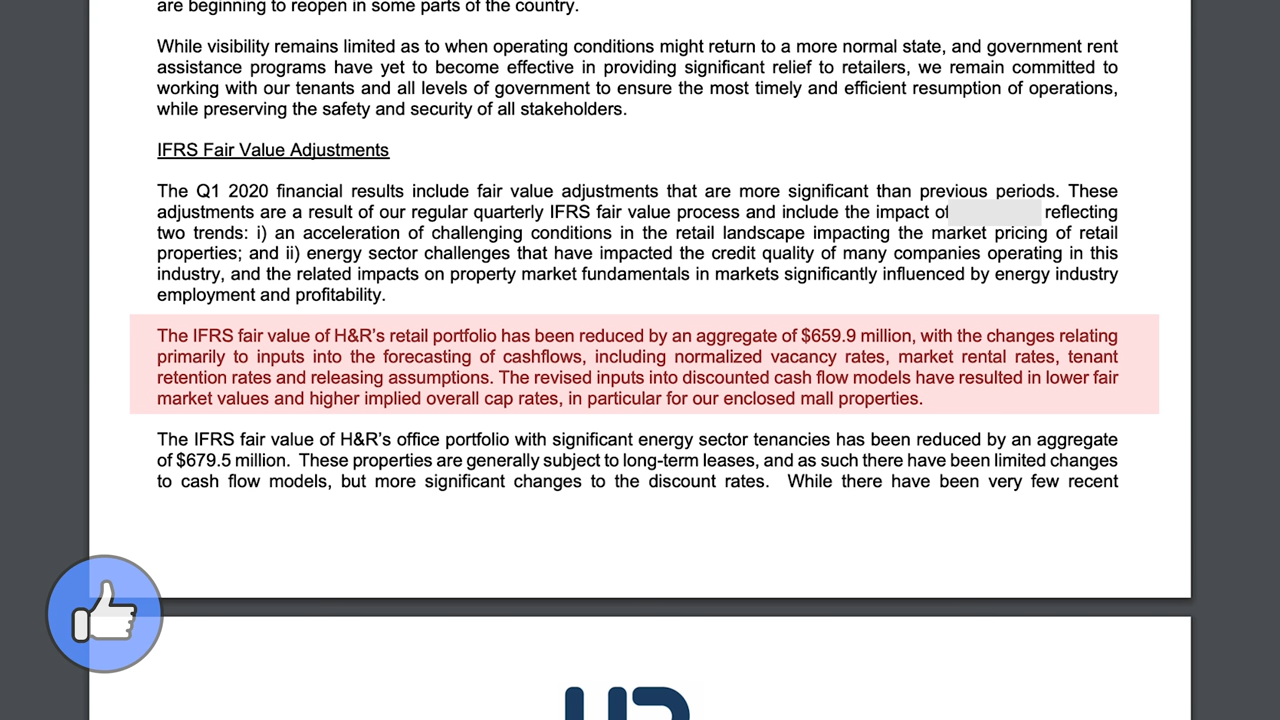 are beginning to reopen in some parts of the country.
While visibility remains limited as to when operating conditions might return to a more normal state, and government rent
assistance programs have yet to become effective in providing significant relief to retailers, we remain committed to
working with our tenants and all levels of government to ensure the most timely and efficient resumption of operations,
while preserving the safety and security of all stakeholders.
IFRS Fair Value Adjustments
The Q1 2020 financial results include fair value adjustments that are more significant than previous periods. These
adjustments are a result of our regular quarterly IFRS fair value process and include the impact of reflecting
two trends: i) an acceleration of challenging conditions in the retail landscape impacting the market pricing of retail
properties; and ii) energy sector challenges that have impacted the credit quality of many companies operating in this
industry, and the related impacts on property market fundamentals in markets significantly influenced by energy industry
employment and profitability.
The IFRS fair value of H&R's retail portfolio has been reduced by an aggregate of $659.9 million, with the changes relating
primarily to inputs into the forecasting of cashflows, including normalized vacancy rates, market rental rates, tenant
retention rates and releasing assumptions. The revised inputs into discounted cash flow models have resulted in lower fair
market values and higher implied overall cap rates, in particular for our enclosed mall properties.
The IFRS fair value of H&R's office portfolio with significant energy sector tenancies has been reduced by an aggregate
of $679.5 million. These properties are generally subject to long-term leases, and as such there have been limited changes
to cash flow models, but more significant changes to the discount rates. While there have been very few recent